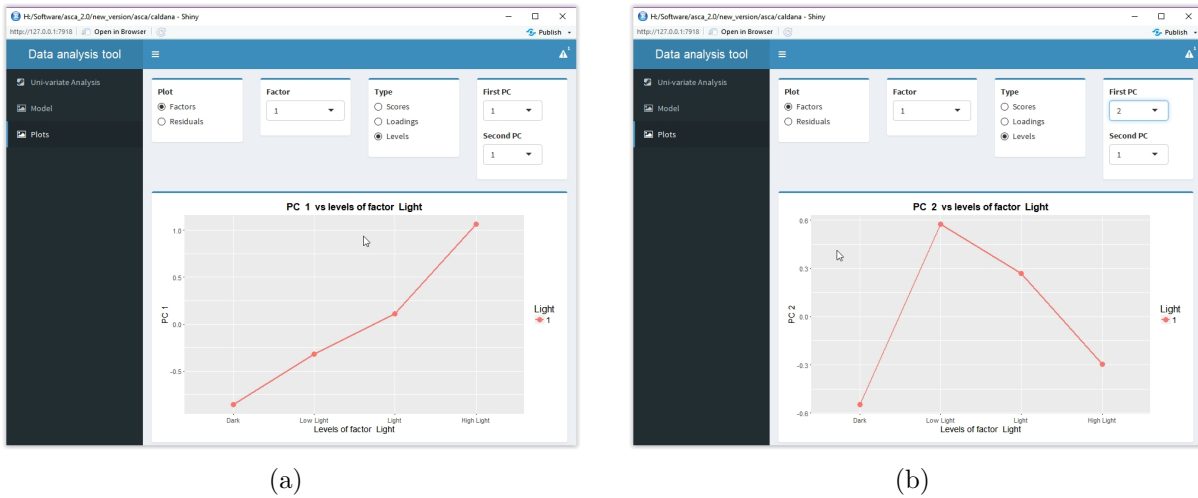 H:/Software/asca_2.0/new_version/asca/caldana - Shiny
http://127.0.0.1:7918 Open in Browser Publish
Data analysis tool 1
Uni-variate Analysis
Model
Plots
Plot
Factors
Residuals
Factor
1
Type
Scores
Loadings
Levels
First PC
1
Second PC
1
PC 1 vs levels of factor Light
1.0
0.5
0.0
-0.5
PC 1
Dark Low Light Light High Light
Levels of factor Light
Light
1
(a)
H:/Software/asca_2.0/new_version/asca/caldana - Shiny
http://127.0.0.1:7918 Open in Browser Publish
Data analysis tool 1
Uni-variate Analysis
Model
Plots
Plot
Factors
Residuals
Factor
1
Type
Scores
Loadings
Levels
First PC
2
Second PC
1
PC 2 vs levels of factor Light
0.6
0.3
0.0
-0.3
-0.6
PC 2
Dark Low Light Light High Light
Levels of factor Light
Light
1
(b)